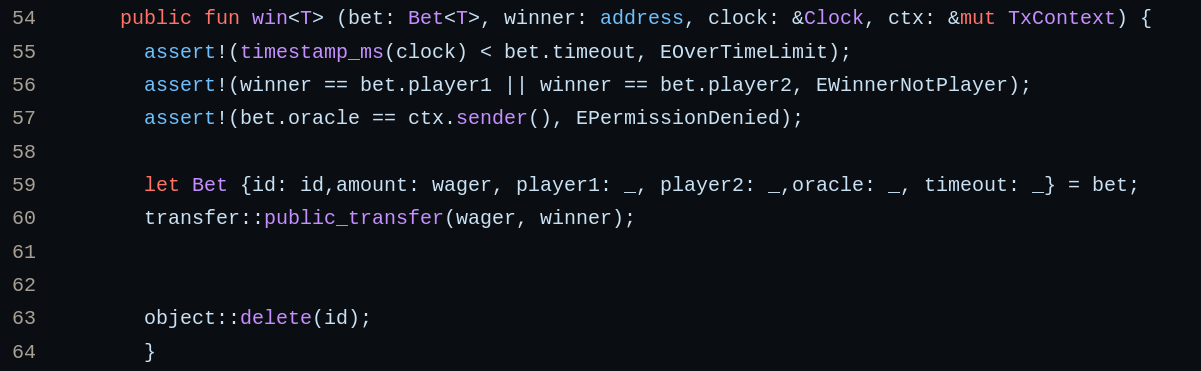 54 public fun win<T> (bet: Bet<T>, winner: address, clock: &Clock, ctx: &mut TxContext) {
55 assert!(timestamp_ms(clock) < bet.timeout, EOverTimeLimit);
56 assert!(winner == bet.player1 || winner == bet.player2, EWinnerNotPlayer);
57 assert!(bet.oracle == ctx.sender(), EPermissionDenied);
58
59 let Bet {id: id,amount: wager, player1: _, player2: _,oracle: _, timeout: _} = bet;
60 transfer::public_transfer(wager, winner);
61
62
63 object::delete(id);
64 }